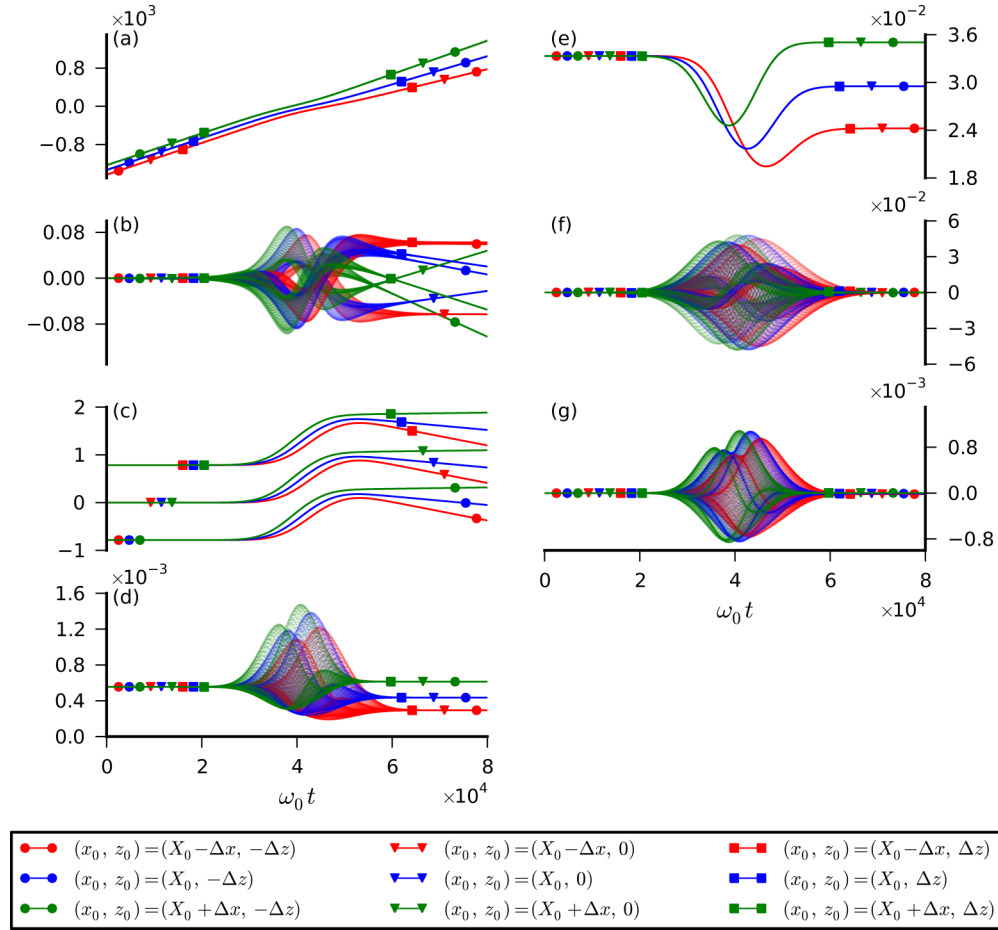 ×10³
(a)
0.8
0.0
−0.8
(b)
0.08
0.00
−0.08
(c)
2
1
0
−1
×10⁻³
(d)
1.6
1.2
0.8
0.4
0.0
0 2 4 6 8
ω₀ t
×10⁴
×10⁻²
(e)
3.6
3.0
2.4
1.8
×10⁻²
(f)
6
3
0
−3
−6
×10⁻³
(g)
0.8
0.0
−0.8
0 2 4 6 8
ω₀ t
×10⁴
(x₀, z₀)=(X₀−Δx, −Δz) (x₀, z₀)=(X₀−Δx, 0) (x₀, z₀)=(X₀−Δx, Δz)
(x₀, z₀)=(X₀, −Δz) (x₀, z₀)=(X₀, 0) (x₀, z₀)=(X₀, Δz)
(x₀, z₀)=(X₀+Δx, −Δz) (x₀, z₀)=(X₀+Δx, 0) (x₀, z₀)=(X₀+Δx, Δz)